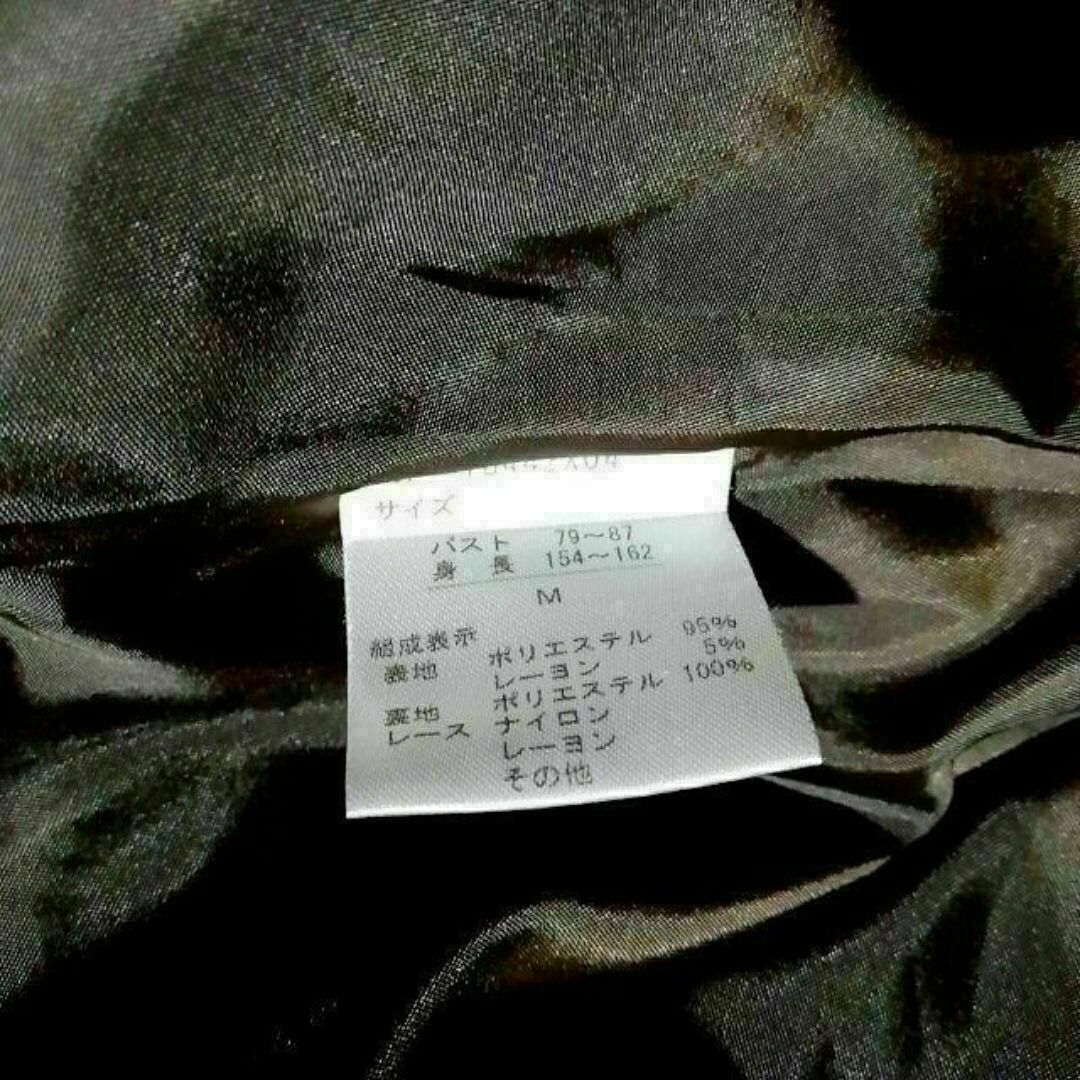 サイズ
バスト 79〜87
身 長 154〜162
M
組成表示
表地 ポリエステル 95%
レーヨン 5%
裏地 ポリエステル 100%
レース ナイロン
レーヨン
その他